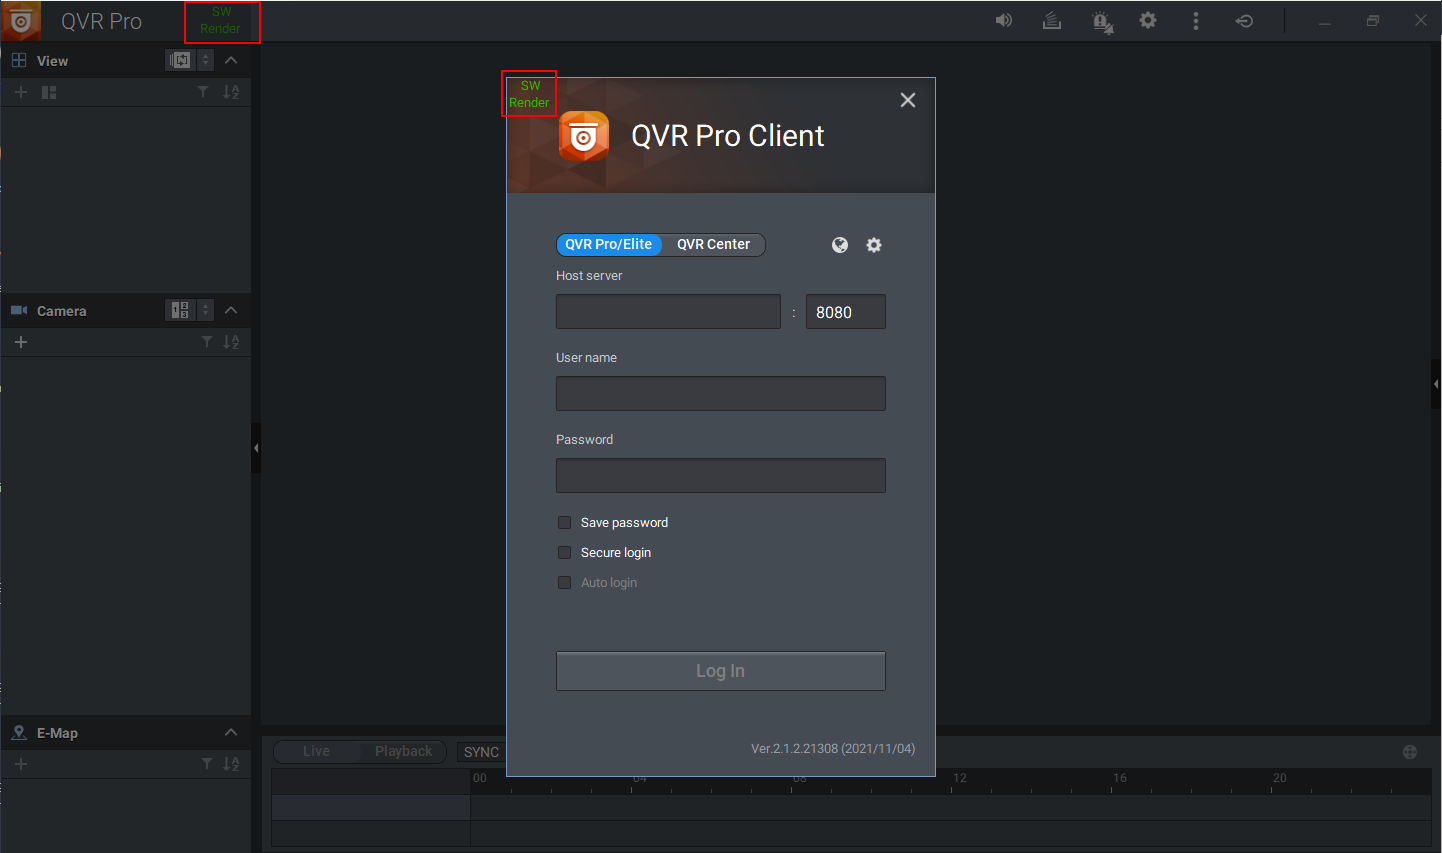 QVR Pro
SW
Render
View
Camera
E-Map
SW
Render
QVR Pro Client
QVR Pro/Elite
QVR Center
Host server
:
8080
User name
Password
Save password
Secure login
Auto login
Log In
Ver.2.1.2.21308 (2021/11/04)
Live
Playback
SYNC
00
04
08
12
16
20